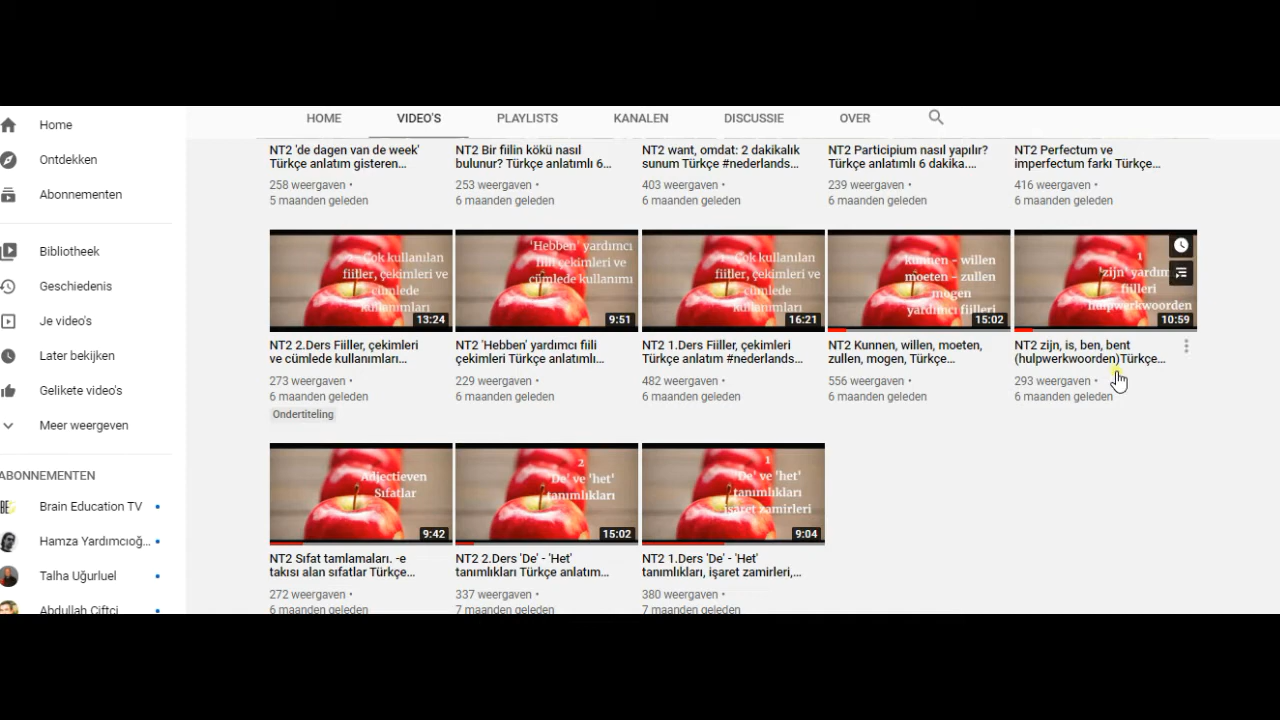 HOME VIDEO'S PLAYLISTS KANALEN DISCUSSIE OVER
Home
Ontdekken
Abonnementen
Bibliotheek
Geschiedenis
Je video's
Later bekijken
Gelikete video's
Meer weergeven
ABONNEMENTEN
Brain Education TV
Hamza Yardımcıoğ...
Talha Uğurluel
Abdullah Çiftçi
NT2 'de dagen van de week'
Türkçe anlatım gisteren...
258 weergaven •
5 maanden geleden
NT2 Bir fiilin kökü nasıl
bulunur? Türkçe anlatımlı 6...
253 weergaven •
6 maanden geleden
NT2 want, omdat: 2 dakikalık
sunum Türkçe #nederlands...
403 weergaven •
6 maanden geleden
NT2 Participium nasıl yapılır?
Türkçe anlatımlı 6 dakika....
239 weergaven •
6 maanden geleden
NT2 Perfectum ve
imperfectum farkı Türkçe...
416 weergaven •
6 maanden geleden
2 - Çok kullanılan
fiiller, çekimleri ve
cümlede
kullanımları
13:24
NT2 2.Ders Fiiller, çekimleri
ve cümlede kullanımları...
273 weergaven •
6 maanden geleden
Ondertiteling
'Hebben' yardımcı
fiili çekimleri ve
cümlede kullanımı
9:51
NT2 'Hebben' yardımcı fiili
çekimleri Türkçe anlatımlı...
229 weergaven •
6 maanden geleden
1 - Çok kullanılan
fiiller, çekimleri ve
cümlede
kullanımları
16:21
NT2 1.Ders Fiiller, çekimleri
Türkçe anlatım #nederlands...
482 weergaven •
6 maanden geleden
kunnen - willen
moeten - zullen
mogen
yardımcı fiilleri
15:02
NT2 Kunnen, willen, moeten,
zullen, mogen, Türkçe...
556 weergaven •
6 maanden geleden
1
'zijn' yardım
fiilleri
hulpwerkwoorden
10:59
NT2 zijn, is, ben, bent
(hulpwerkwoorden)Türkçe...
293 weergaven •
6 maanden geleden
Adjectieven
Sıfatlar
9:42
NT2 Sıfat tamlamaları. -e
takısı alan sıfatlar Türkçe...
272 weergaven •
6 maanden geleden
2
'De' ve 'het'
tanımlıkları
15:02
NT2 2.Ders 'De' - 'Het'
tanımlıkları Türkçe anlatım...
337 weergaven •
7 maanden geleden
1
'De' ve 'het'
tanımlıkları
işaret zamirleri
9:04
NT2 1.Ders 'De' - 'Het'
tanımlıkları, işaret zamirleri,...
380 weergaven •
7 maanden geleden